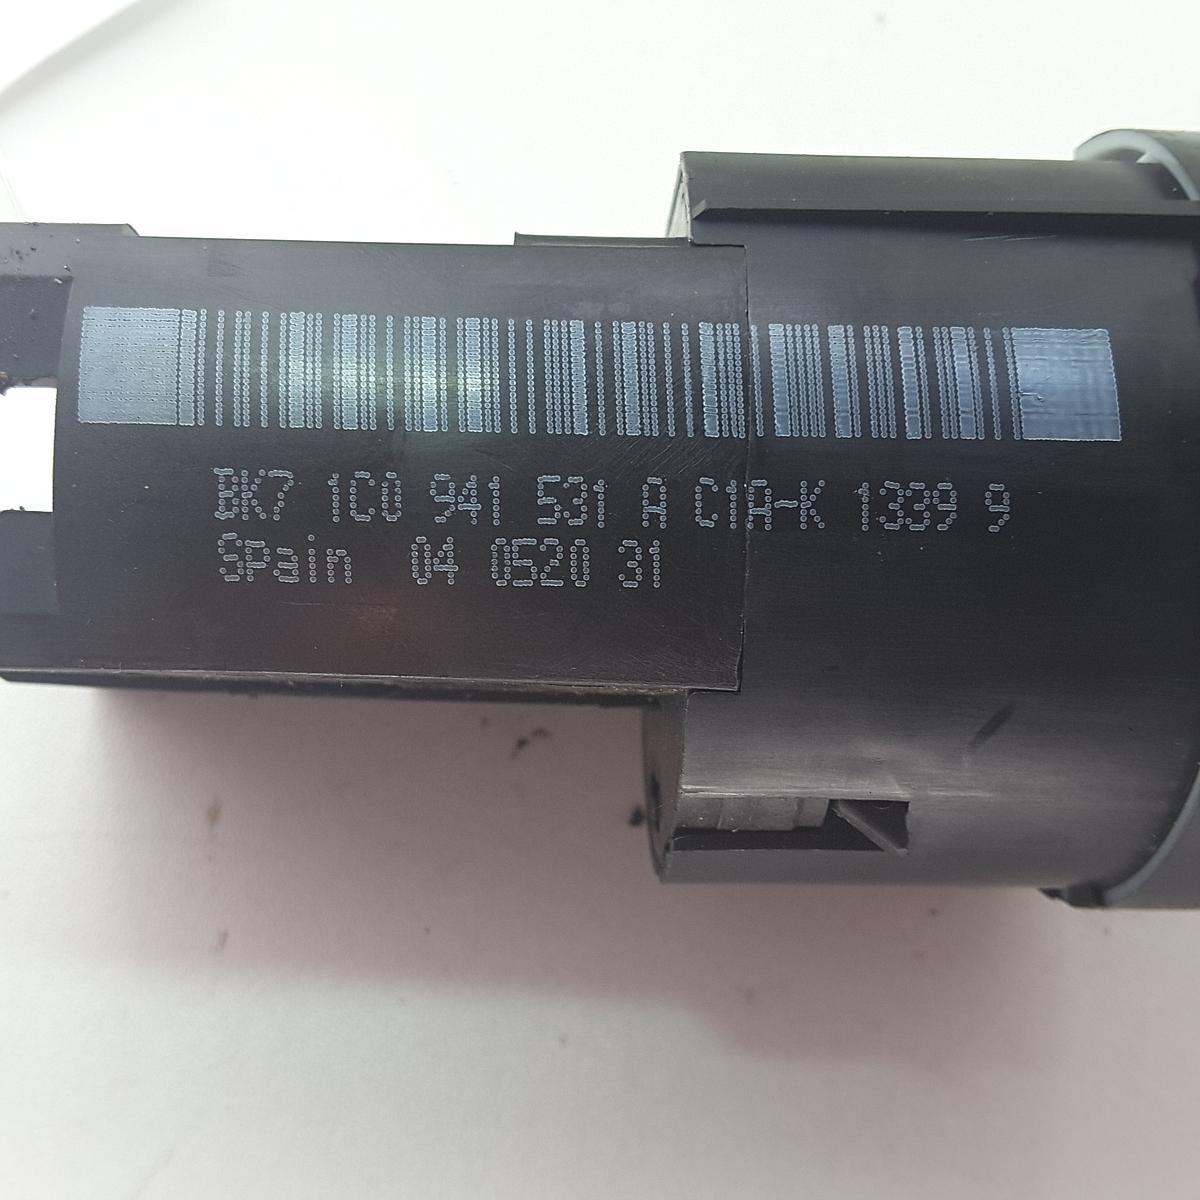 BK7 1C0 941 531 A C1A-K 1339 9
SPain 04 0520 31